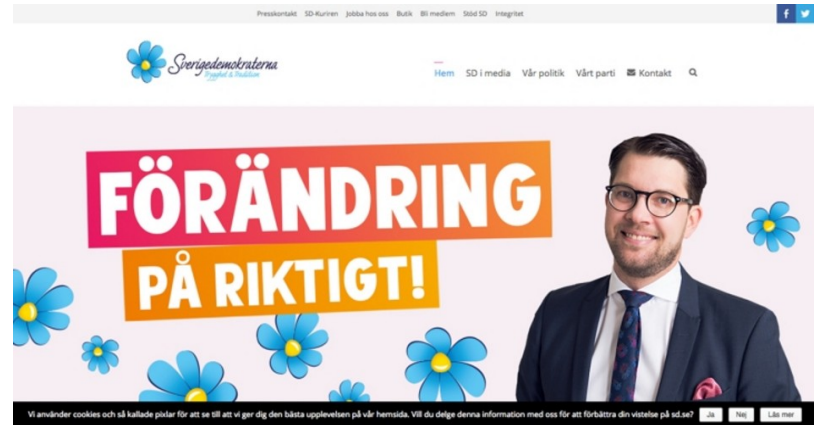 Presskontakt SD-Kuriren Jobba hos oss Butik Bli medlem Stöd SD Integritet
Sverigedemokraterna
Trygghet & Tradition
Hem SD i media Vår politik Vårt parti Kontakt
FÖRÄNDRING
PÅ RIKTIGT!
Vi använder cookies och så kallade pixlar för att se till att vi ger dig den bästa upplevelsen på vår hemsida. Vill du delge denna information med oss för att förbättra din vistelse på sd.se? Ja Nej Läs mer